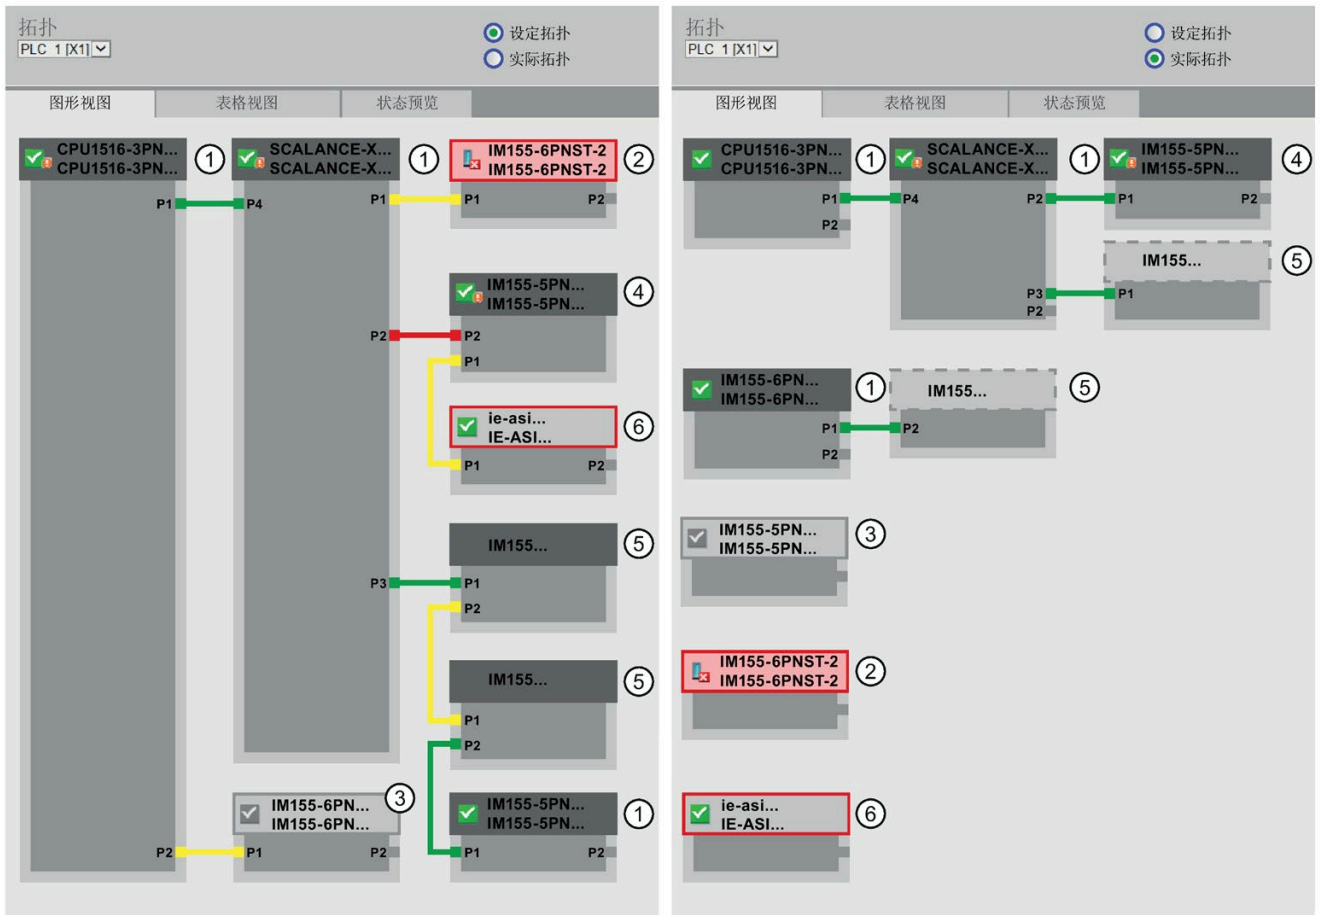 拓扑
PLC 1 [X1]
设定拓扑
实际拓扑
图形视图
表格视图
状态预览
CPU1516-3PN...
CPU1516-3PN...
①
SCALANCE-X...
SCALANCE-X...
①
IM155-6PNST-2
IM155-6PNST-2
②
P1
P4
P1
P1
P2
IM155-5PN...
IM155-5PN...
④
P2
P2
P1
ie-asi...
IE-ASI...
⑥
P1
P2
IM155...
⑤
P3
P1
P2
IM155...
⑤
P1
P2
IM155-6PN...
IM155-6PN...
③
IM155-5PN...
IM155-5PN...
①
P2
P1
P2
P1
P2
拓扑
PLC 1 [X1]
设定拓扑
实际拓扑
图形视图
表格视图
状态预览
CPU1516-3PN...
CPU1516-3PN...
①
SCALANCE-X...
SCALANCE-X...
①
IM155-5PN...
IM155-5PN...
④
P1
P4
P2
P1
P2
P2
IM155...
⑤
P3
P1
P2
IM155-6PN...
IM155-6PN...
①
IM155...
⑤
P1
P2
P2
IM155-5PN...
IM155-5PN...
③
IM155-6PNST-2
IM155-6PNST-2
②
ie-asi...
IE-ASI...
⑥